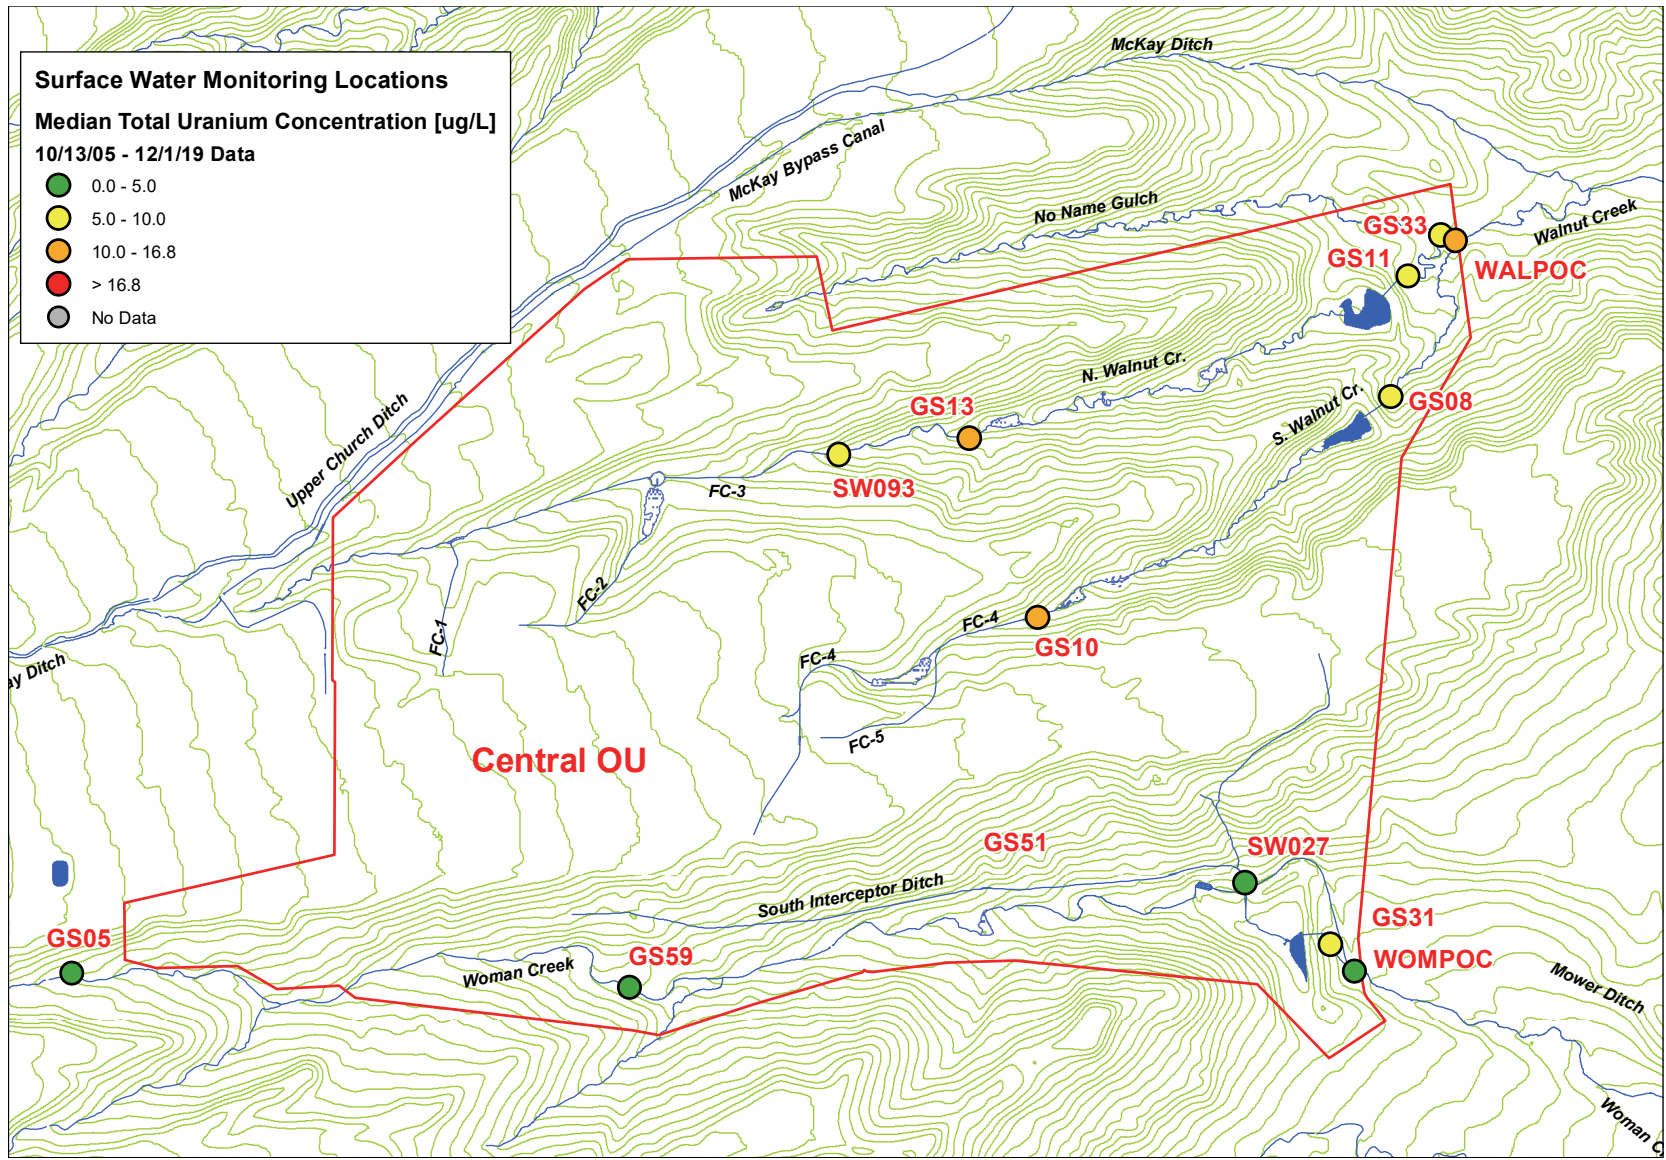 Surface Water Monitoring Locations
Median Total Uranium Concentration [ug/L]
10/13/05 - 12/1/19 Data
0.0 - 5.0
5.0 - 10.0
10.0 - 16.8
> 16.8
No Data
McKay Ditch
McKay Bypass Canal
No Name Gulch
Walnut Creek
GS33
GS11
WALPOC
N. Walnut Cr.
GS13
GS08
S. Walnut Cr.
Upper Church Ditch
FC-3
SW093
FC-2
FC-1
FC-4
GS10
FC-4
ay Ditch
FC-5
Central OU
GS51
SW027
South Interceptor Ditch
GS31
GS05
GS59
WOMPOC
Woman Creek
Mower Ditch
Woman C